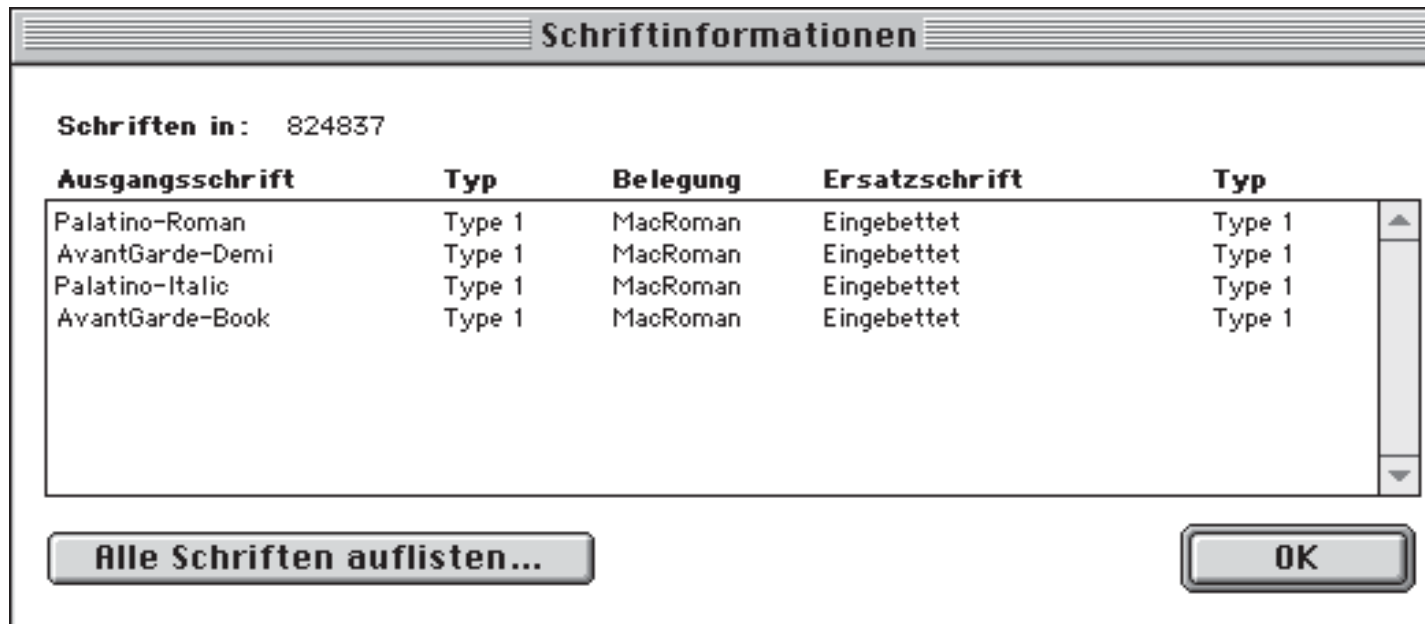 Schriftinformationen
Schriften in: 824837
Ausgangsschrift Typ Belegung Ersatzschrift Typ
Palatino-Roman Type 1 MacRoman Eingebettet Type 1
AvantGarde-Demi Type 1 MacRoman Eingebettet Type 1
Palatino-Italic Type 1 MacRoman Eingebettet Type 1
AvantGarde-Book Type 1 MacRoman Eingebettet Type 1
Alle Schriften auflisten... OK